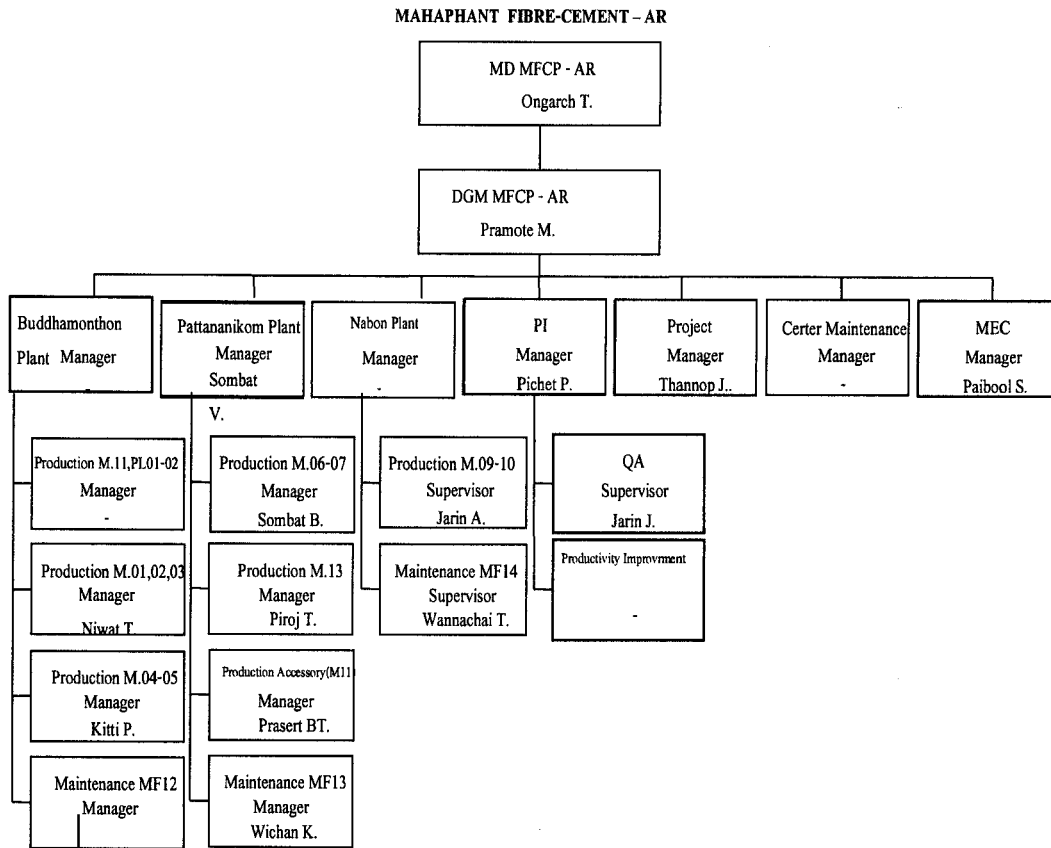 MAHAPHANT FIBRE-CEMENT – AR
MD MFCP - AR
Ongarch T.
DGM MFCP - AR
Pramote M.
Buddhamonthon
Plant Manager
-
Pattananikom Plant
Manager
Sombat
V.
Nabon Plant
Manager
-
PI
Manager
Pichet P.
Project
Manager
Thannop J..
Certer Maintenance
Manager
-
MEC
Manager
Paibool S.
Production M.11,PL01-02
Manager
-
Production M.01,02,03
Manager
Niwat T.
Production M.04-05
Manager
Kitti P.
Maintenance MF12
Manager
Production M.06-07
Manager
Sombat B.
Production M.13
Manager
Piroj T.
Production Accessory(M11)
Manager
Prasert BT.
Maintenance MF13
Manager
Wichan K.
Production M.09-10
Supervisor
Jarin A.
Maintenance MF14
Supervisor
Wannachai T.
QA
Supervisor
Jarin J.
Productivity Improvrment
-